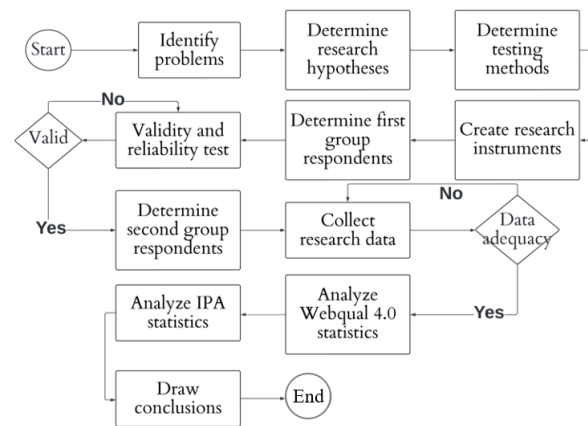 Start
Identify
problems
Determine
research
hypotheses
Determine
testing
methods
No
Valid
Validity and
reliability test
Determine first
group
respondents
Create research
instruments
Yes
Determine
second group
respondents
Collect
research data
No
Data
adequacy
Analyze IPA
statistics
Analyze
Webqual 4.0
statistics
Yes
Draw
conclusions
End